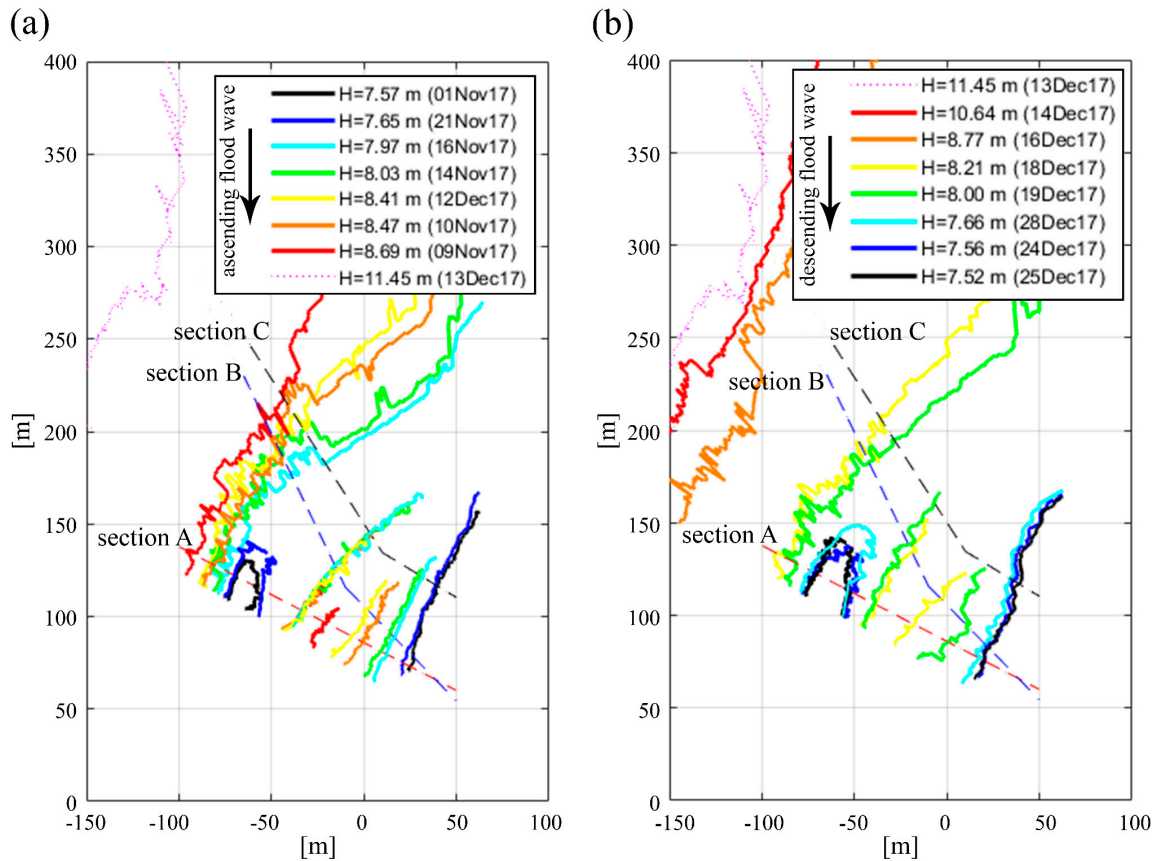 (a)
400
350
300
250
200
150
100
50
0
[m]
-150
-100
-50
0
50
100
[m]
ascending flood wave
H=7.57 m (01Nov17)
H=7.65 m (21Nov17)
H=7.97 m (16Nov17)
H=8.03 m (14Nov17)
H=8.41 m (12Dec17)
H=8.47 m (10Nov17)
H=8.69 m (09Nov17)
H=11.45 m (13Dec17)
section C
section B
section A
(b)
400
350
300
250
200
150
100
50
0
[m]
-150
-100
-50
0
50
100
[m]
descending flood wave
H=11.45 m (13Dec17)
H=10.64 m (14Dec17)
H=8.77 m (16Dec17)
H=8.21 m (18Dec17)
H=8.00 m (19Dec17)
H=7.66 m (28Dec17)
H=7.56 m (24Dec17)
H=7.52 m (25Dec17)
section C
section B
section A